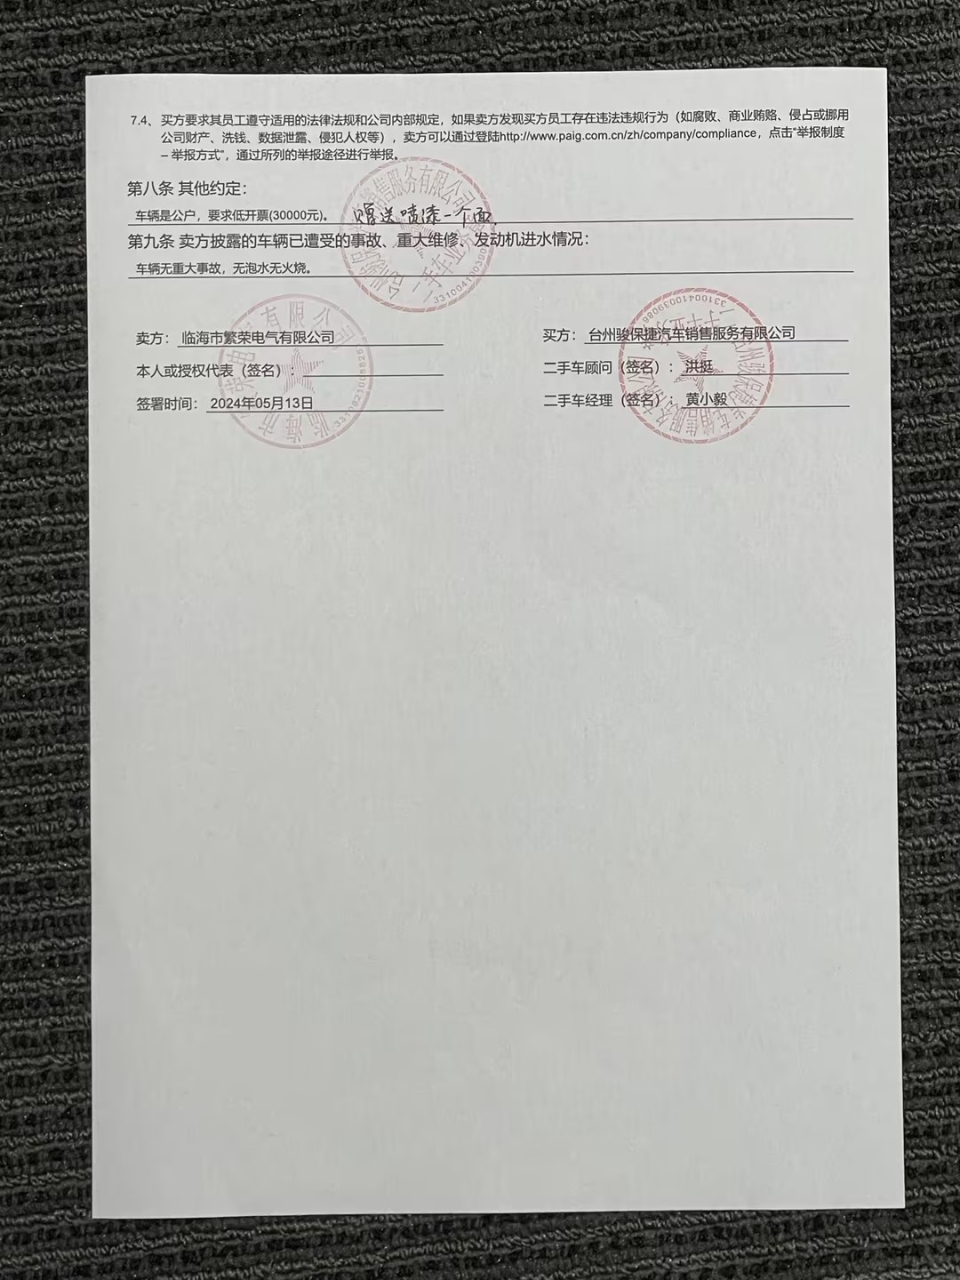 7.4、买方要求其员工遵守适用的法律法规和公司内部规定，如果卖方发现买方员工存在违法违规行为（如腐败、商业贿赂、侵占或挪用
公司财产、洗钱、数据泄露、侵犯人权等），卖方可以通过登陆http://www.paig.com.cn/zh/company/compliance，点击“举报制度
– 举报方式”，通过所列的举报途径进行举报。
第八条 其他约定：
车辆是公户，要求低开票(30000元)。 赠送喷漆一个面.
第九条 卖方披露的车辆已遭受的事故、重大维修、发动机进水情况：
车辆无重大事故，无泡水无火烧。
卖方： 临海市繁荣电气有限公司
本人或授权代表（签名）：
签署时间： 2024年05月13日
买方： 台州骏保捷汽车销售服务有限公司
二手车顾问（签名）： 洪挺
二手车经理（签名）： 黄小毅